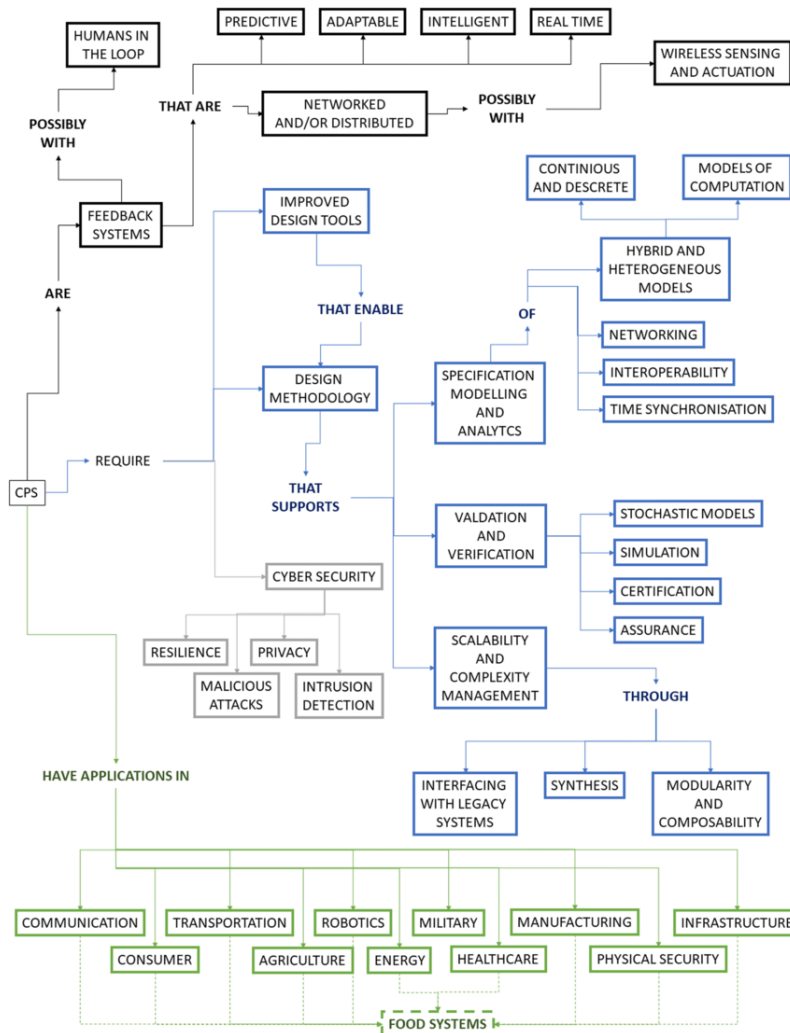 PREDICTIVE
ADAPTABLE
INTELLIGENT
REAL TIME
HUMANS IN
THE LOOP
WIRELESS SENSING
AND ACTUATION
THAT ARE
NETWORKED
AND/OR DISTRIBUTED
POSSIBLY
WITH
POSSIBLY
WITH
FEEDBACK
SYSTEMS
IMPROVED
DESIGN TOOLS
CONTINIOUS
AND DESCRETE
MODELS OF
COMPUTATION
HYBRID AND
HETEROGENEOUS
MODELS
ARE
THAT ENABLE
OF
NETWORKING
DESIGN
METHODOLOGY
SPECIFICATION
MODELLING
AND
ANALYTCS
INTEROPERABILITY
TIME SYNCHRONISATION
REQUIRE
CPS
THAT
SUPPORTS
VALDATION
AND
VERIFICATION
STOCHASTIC MODELS
SIMULATION
CERTIFICATION
ASSURANCE
CYBER SECURITY
RESILIENCE
PRIVACY
MALICIOUS
ATTACKS
INTRUSION
DETECTION
SCALABILITY
AND
COMPLEXITY
MANAGEMENT
THROUGH
HAVE APPLICATIONS IN
INTERFACING
WITH LEGACY
SYSTEMS
SYNTHESIS
MODULARITY
AND
COMPOSABILITY
COMMUNICATION
TRANSPORTATION
ROBOTICS
MILITARY
MANUFACTURING
INFRASTRUCTURE
CONSUMER
AGRICULTURE
ENERGY
HEALTHCARE
PHYSICAL SECURITY
FOOD SYSTEMS